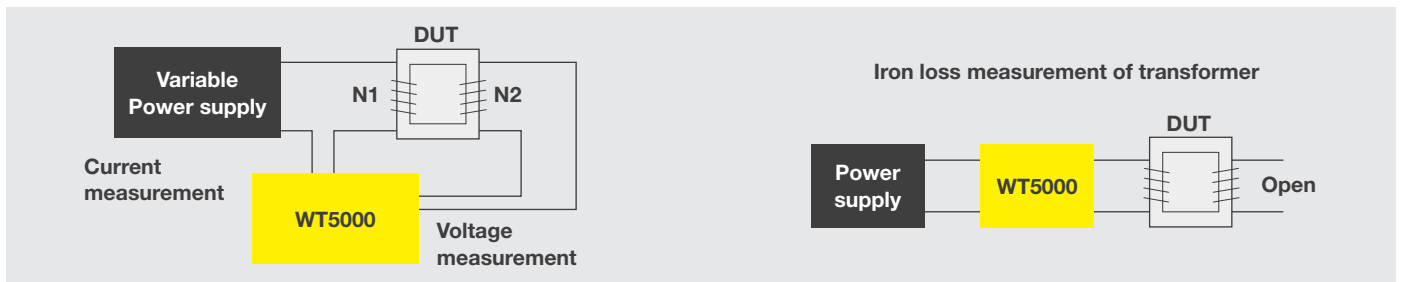 DUT
Variable
Power supply
N1
N2
Current
measurement
WT5000
Voltage
measurement
Iron loss measurement of transformer
DUT
Power
supply
WT5000
Open